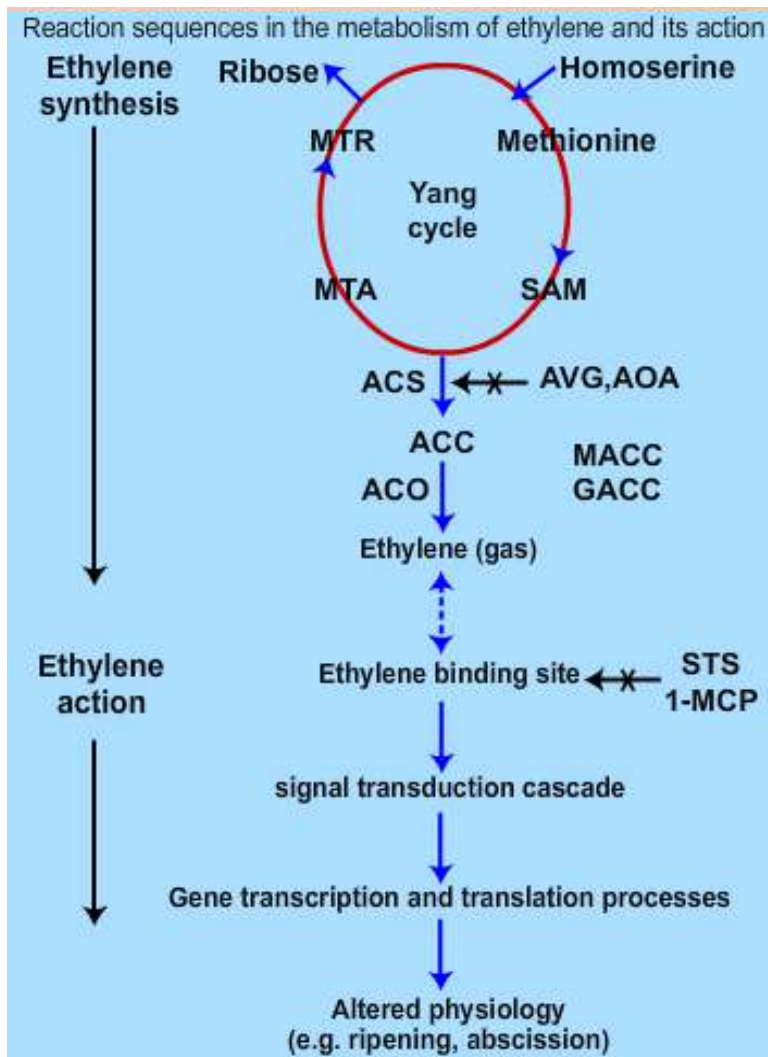 Reaction sequences in the metabolism of ethylene and its action
Ethylene
synthesis
Ribose
Homoserine
MTR
Methionine
Yang
cycle
MTA
SAM
ACS
AVG,AOA
ACC
MACC
GACC
ACO
Ethylene (gas)
Ethylene
action
Ethylene binding site
STS
1-MCP
signal transduction cascade
Gene transcription and translation processes
Altered physiology
(e.g. ripening, abscission)